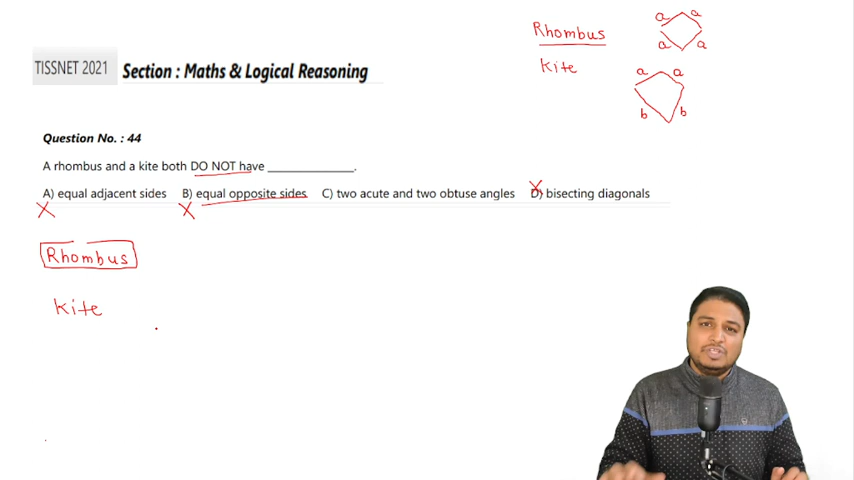 Rhombus
Kite
a a
a a
a a
b b
TISSNET 2021 Section : Maths & Logical Reasoning
Question No. : 44
A rhombus and a kite both DO NOT have ______________.
A) equal adjacent sides B) equal opposite sides C) two acute and two obtuse angles D) bisecting diagonals
X X X
Rhombus
Kite